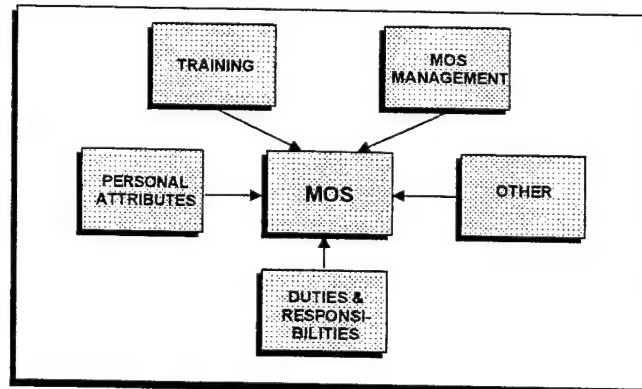 TRAINING
MOS
MANAGEMENT
PERSONAL
ATTRIBUTES
MOS
OTHER
DUTIES &
RESPONSI-
BILITIES